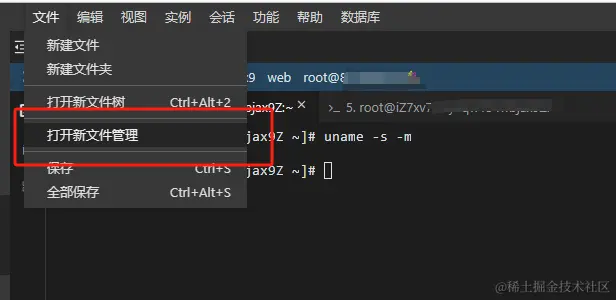 文件 编辑 视图 实例 会话 功能 帮助 数据库
新建文件
新建文件夹
:9 web root@8
打开新文件树 Ctrl+Alt+2
jax9Z:~ × >_ 5. root@iZ7xv7
打开新文件管理
jax9Z ~]# uname -s -m
保存 Ctrl+S
jax9Z ~]#
全部保存 Ctrl+Alt+S
@稀土掘金技术社区